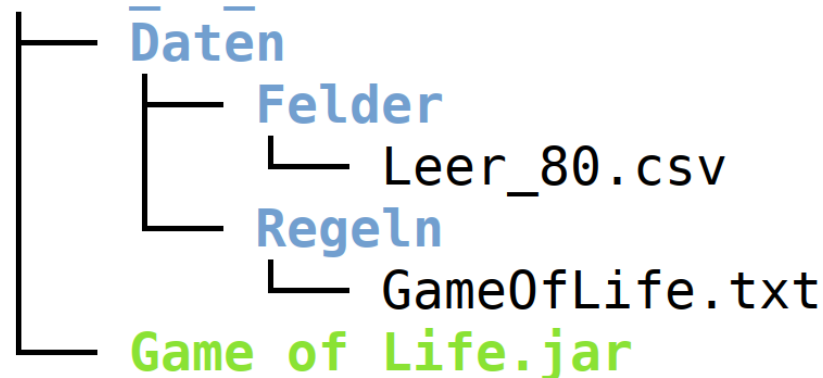 Daten
Felder
Leer_80.csv
Regeln
GameOfLife.txt
Game of Life.jar